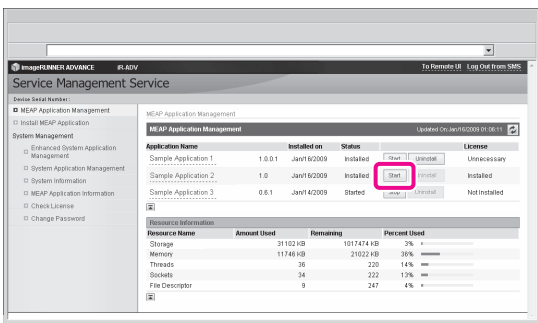 imageRUNNER ADVANCE iR-ADV To Remote UI Log Out from SMS
Service Management Service
Device Serial Number :
MEAP Application Management
Install MEAP Application
System Management
Enhanced System Application Management
System Application Management
System Information
MEAP Application Information
Check License
Change Password
MEAP Application Management
MEAP Application Management Updated On:Jan/16/2009 01:06:11
Application Name Installed on Status License
Sample Application 1 1.0.0.1 Jan/16/2009 Installed Start Uninstall Unnecessary
Sample Application 2 1.0 Jan/16/2009 Installed Start Uninstall Installed
Sample Application 3 0.6.1 Jan/14/2009 Started Stop Uninstall Not Installed
Resource Information
Resource Name Amount Used Remaining Percent Used
Storage 31102 KB 1017474 KB 3%
Memory 11746 KB 21022 KB 36%
Threads 36 220 14%
Sockets 34 222 13%
File Descriptor 9 247 4%